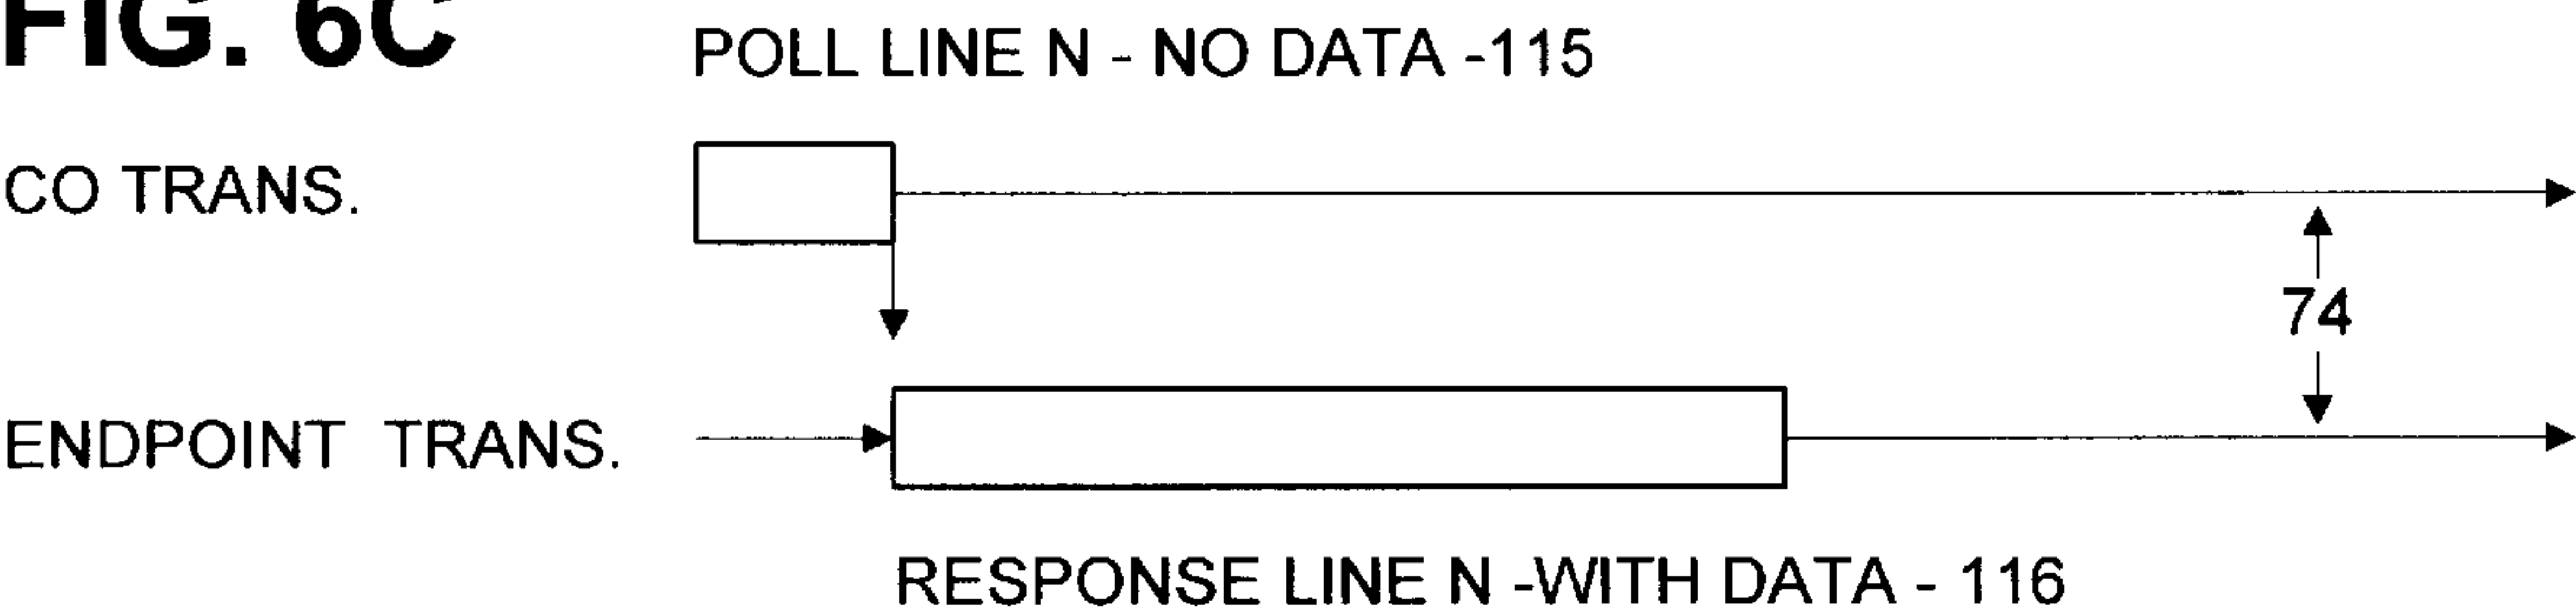 FIG. 6C
POLL LINE N - NO DATA -115
CO TRANS.
74
ENDPOINT TRANS.
RESPONSE LINE N -WITH DATA - 116